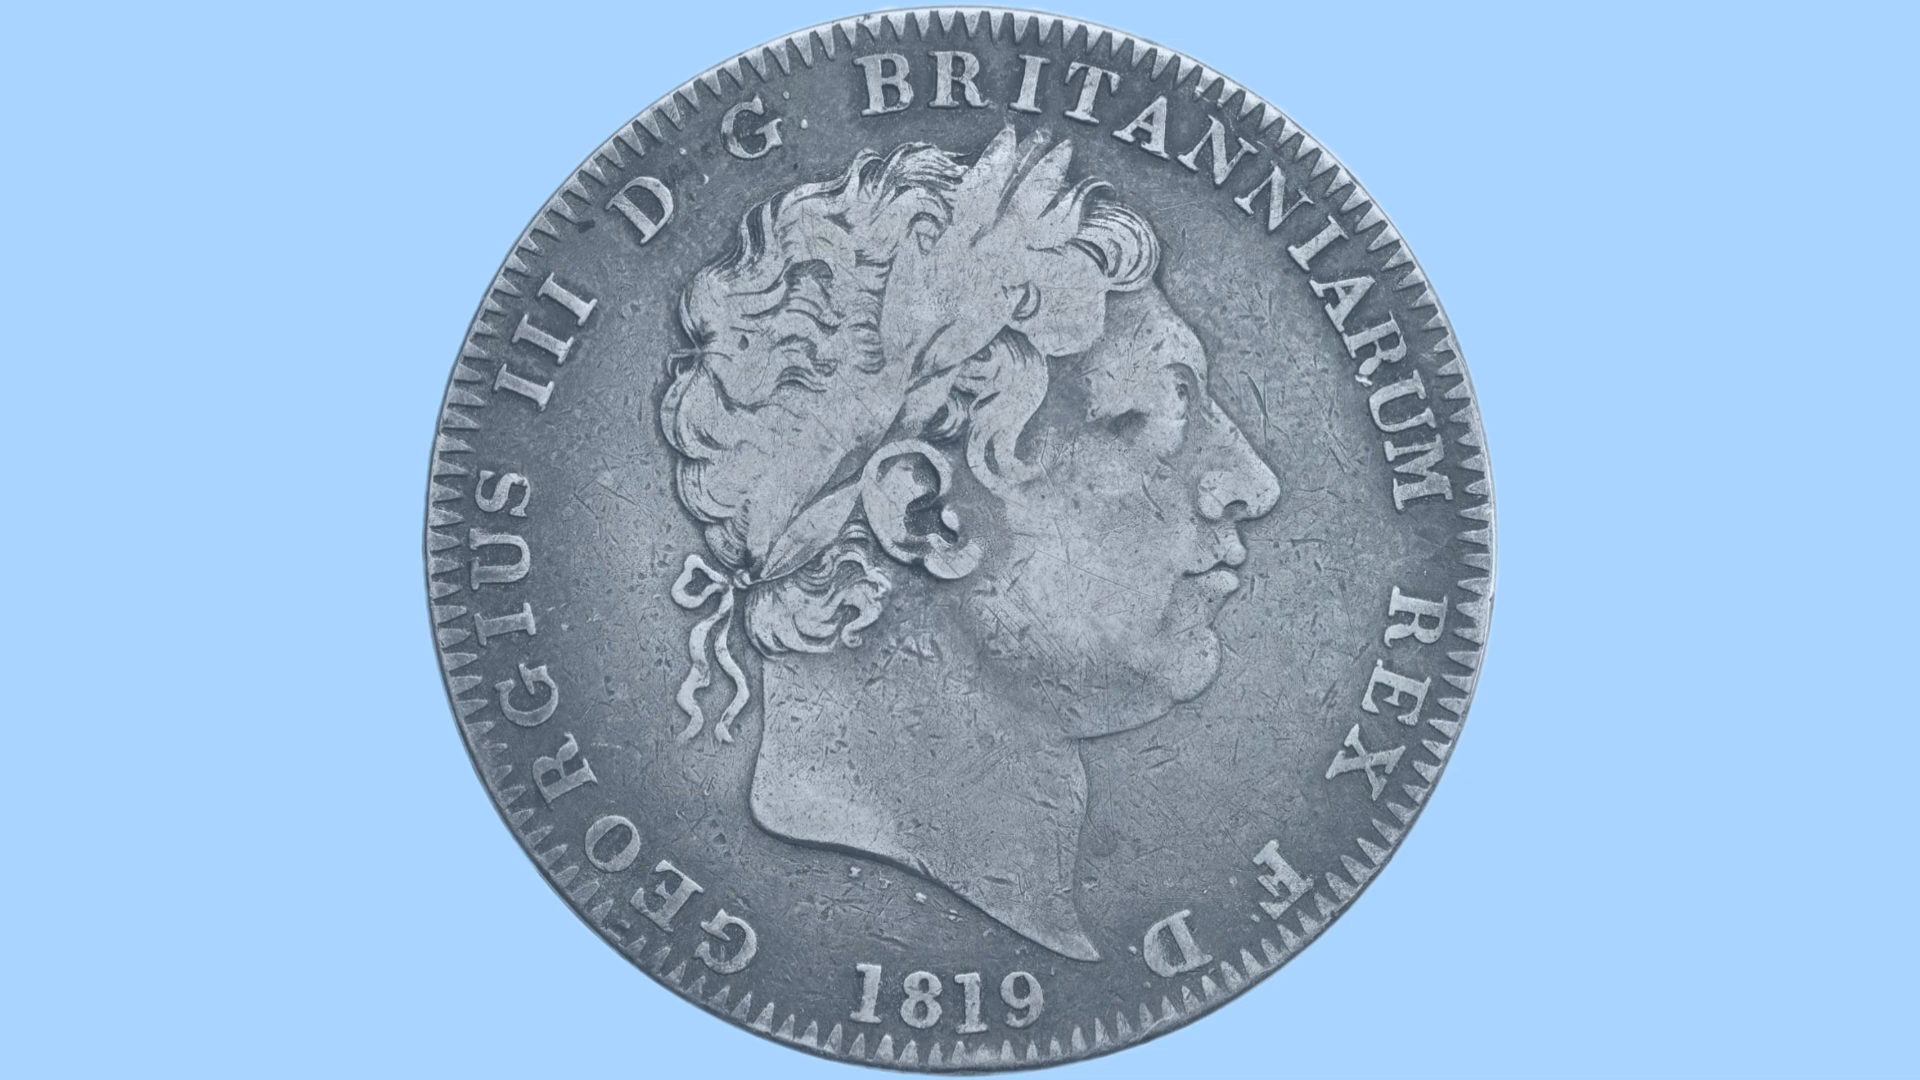 GEORGIUS III D. G. BRITANNIARUM REX F. D.
1819